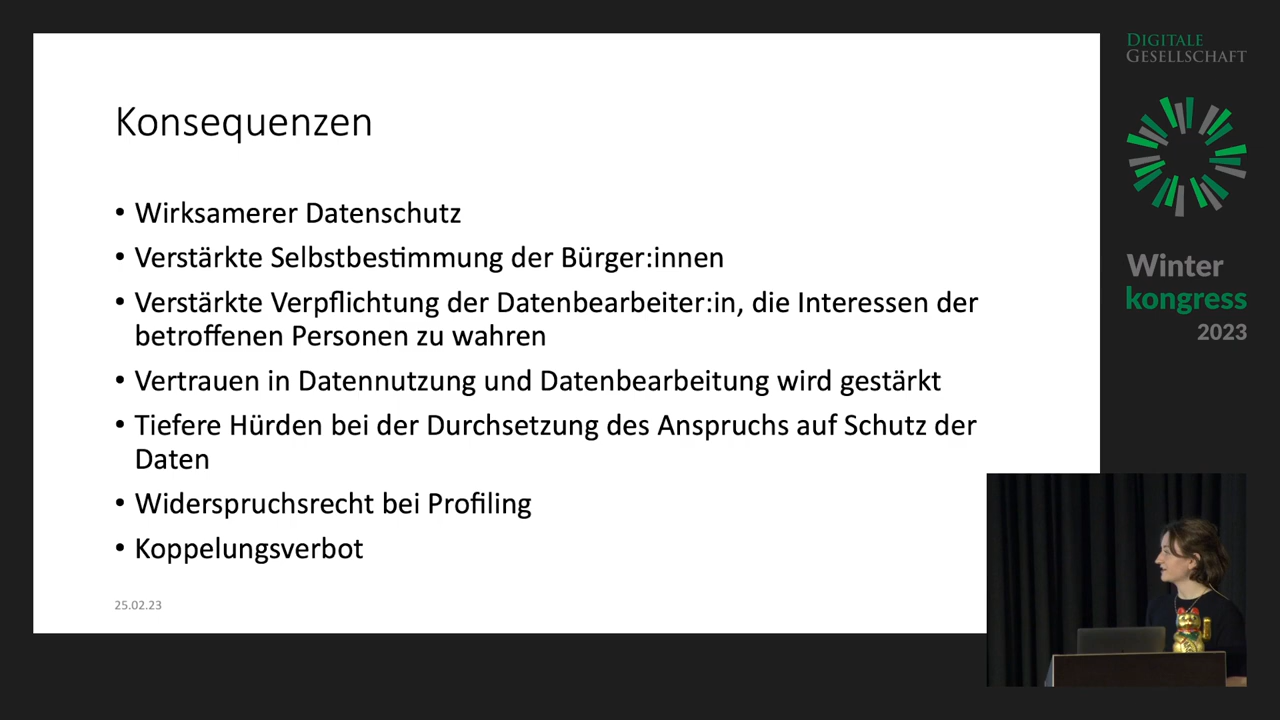 Konsequenzen
• Wirksamerer Datenschutz
• Verstärkte Selbstbestimmung der Bürger:innen
• Verstärkte Verpflichtung der Datenbearbeiter:in, die Interessen der
betroffenen Personen zu wahren
• Vertrauen in Datennutzung und Datenbearbeitung wird gestärkt
• Tiefere Hürden bei der Durchsetzung des Anspruchs auf Schutz der
Daten
• Widerspruchsrecht bei Profiling
• Koppelungsverbot
25.02.23
DIGITALE
GESELLSCHAFT
Winter
kongress
2023